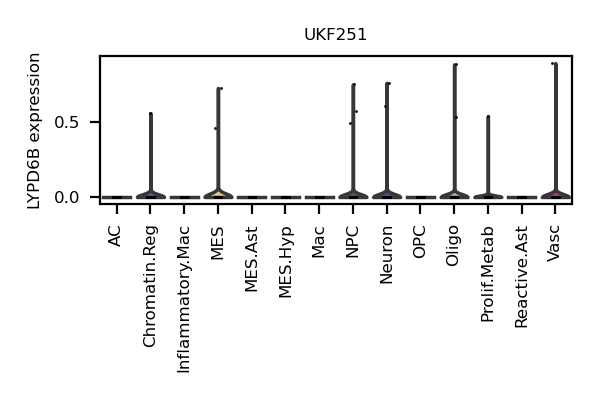 UKF251
LYPD6B expression
0.5
0.0
AC
Chromatin.Reg
Inflammatory.Mac
MES
MES.Ast
MES.Hyp
Mac
NPC
Neuron
OPC
Oligo
Prolif.Metab
Reactive.Ast
Vasc